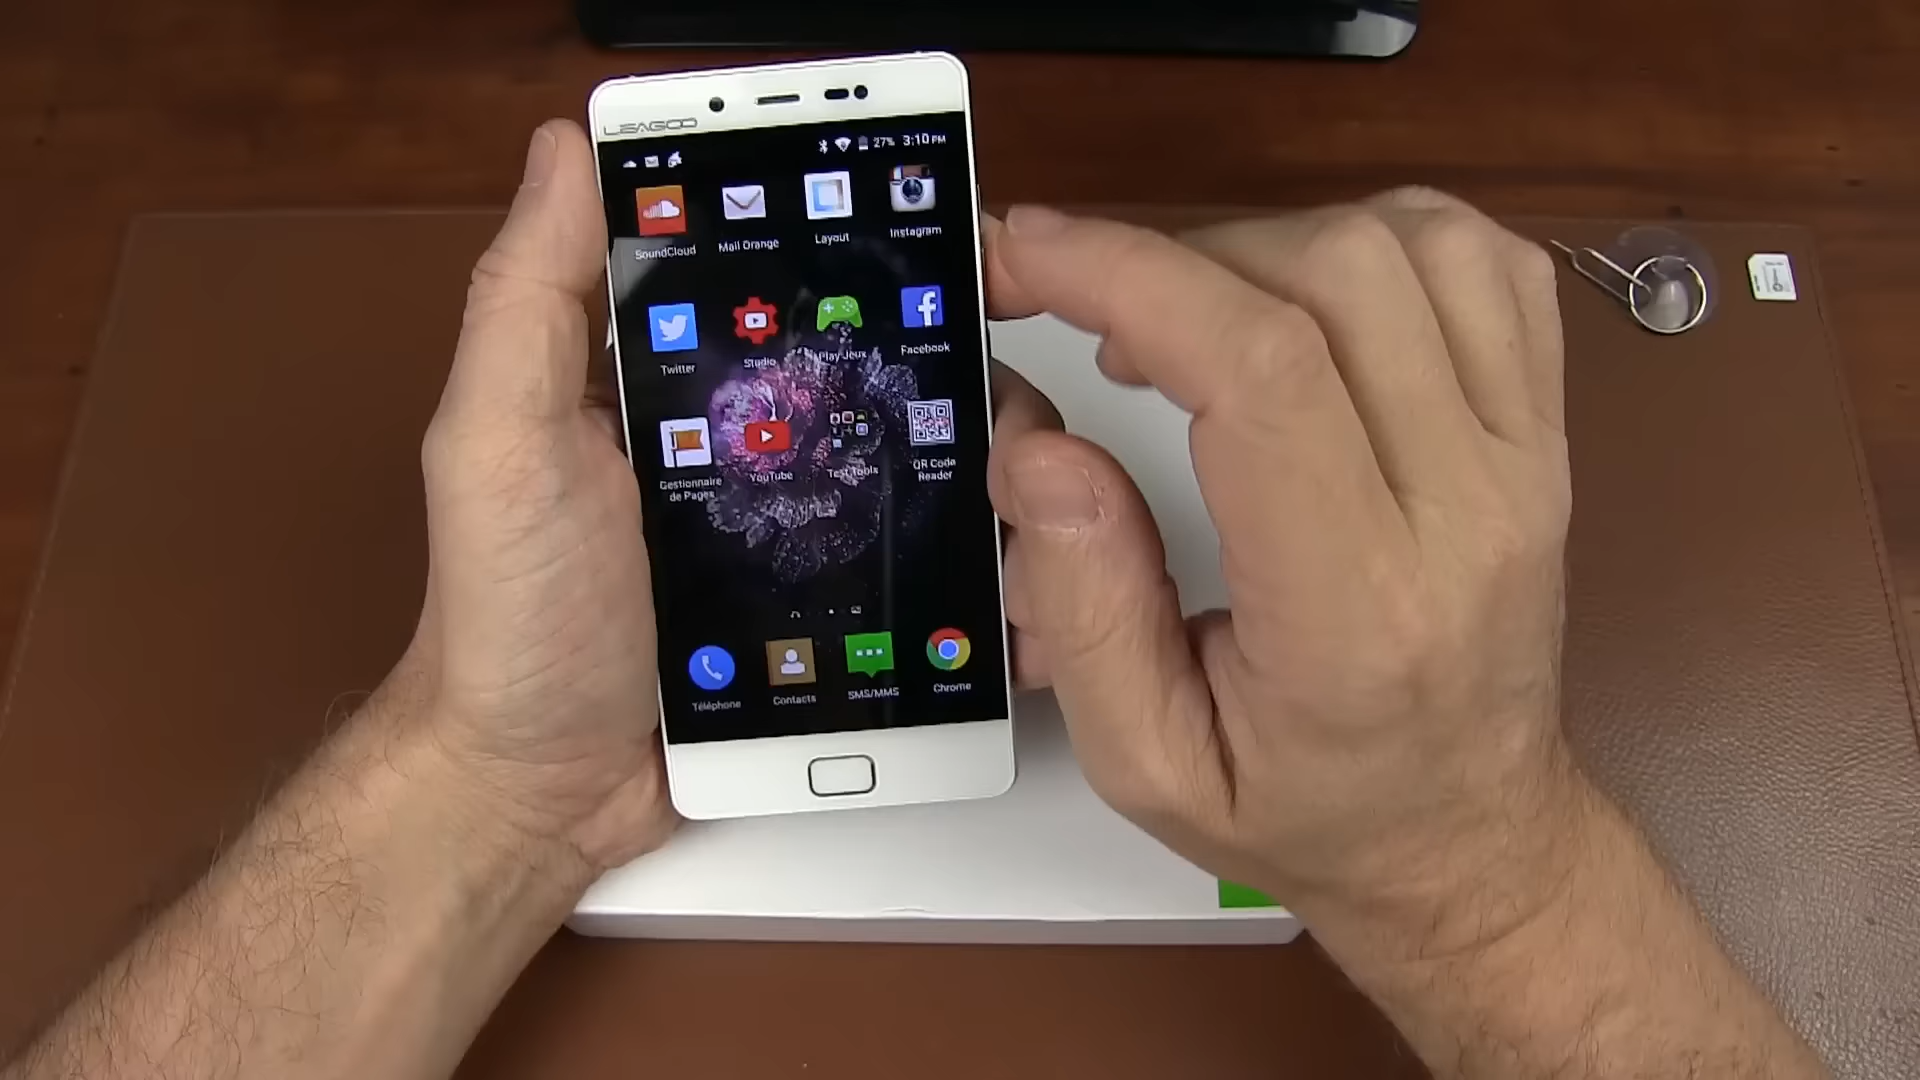 LEAGOO
27% 3:10 PM
SoundCloud
Mail Orange
Layout
Instagram
Twitter
Studio
Play Jeux
Facebook
Gestionnaire
de Pages
YouTube
Test Tools
QR Code
Reader
Téléphone
Contacts
SMS/MMS
Chrome